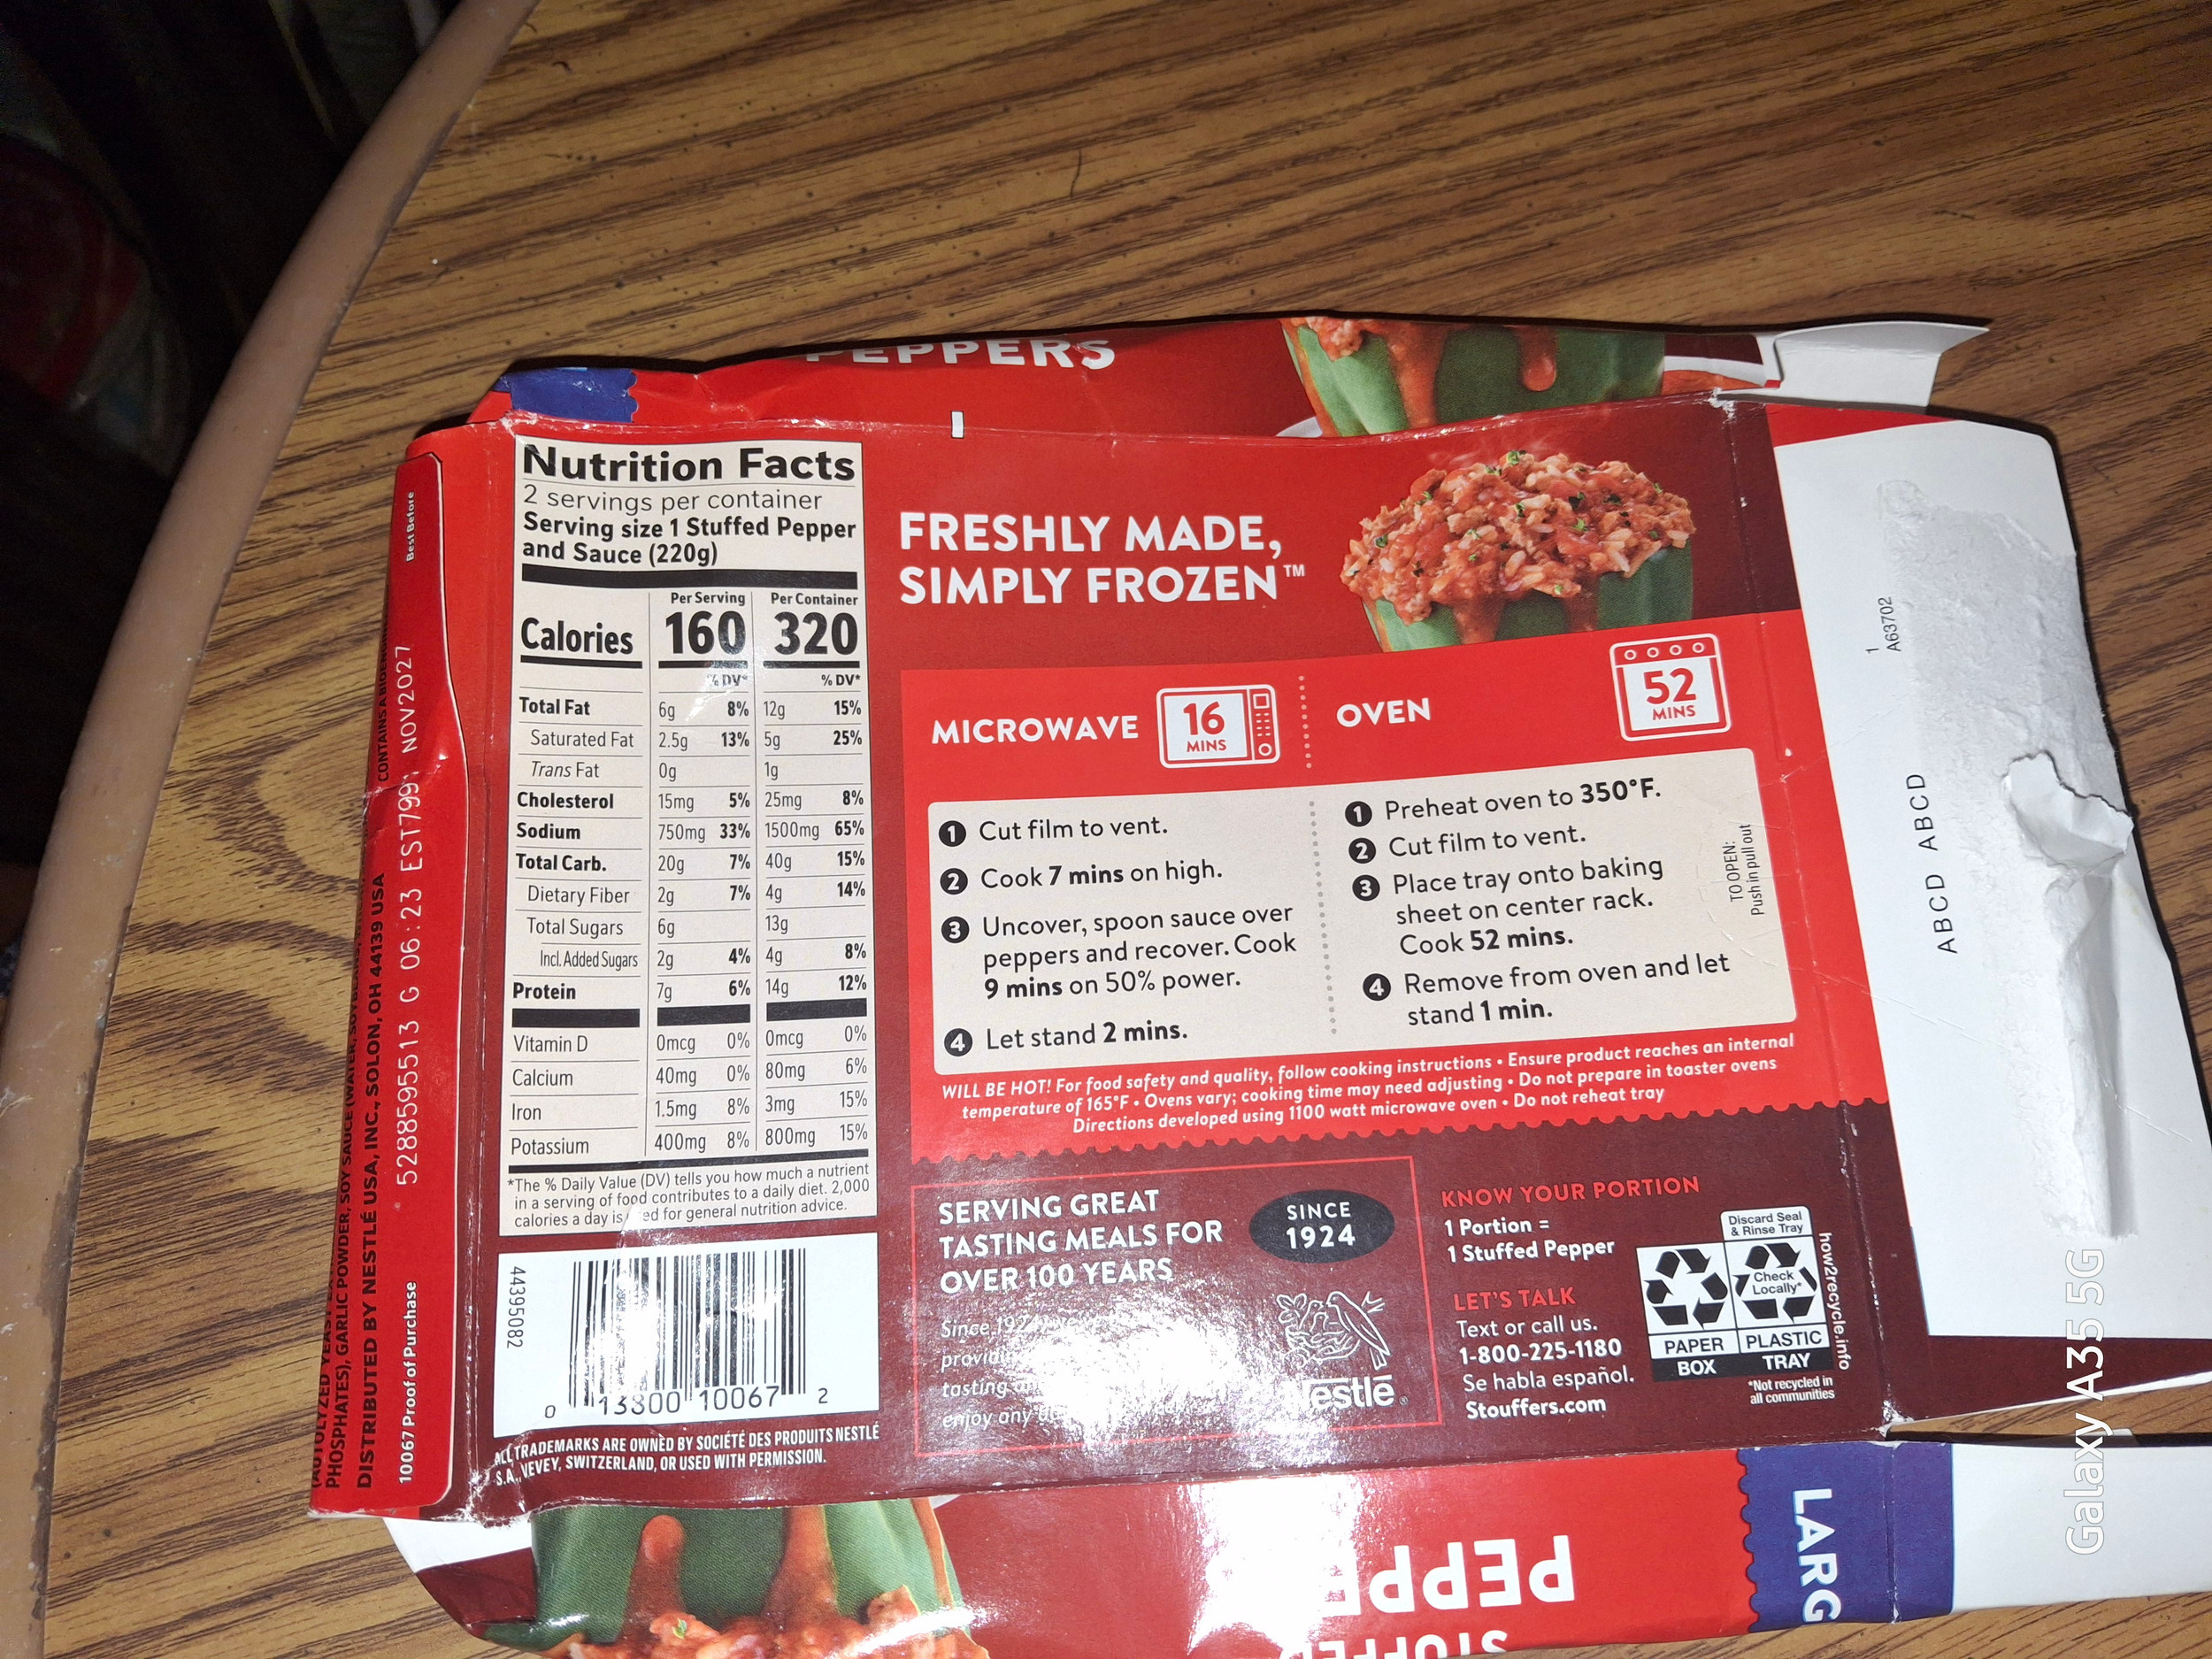 PEPPERS
Nutrition Facts
2 servings per container
Serving size 1 Stuffed Pepper
and Sauce (220g)
Per Serving Per Container
Calories 160 320
% DV* % DV*
Total Fat 6g 8% 12g 15%
Saturated Fat 2.5g 13% 5g 25%
Trans Fat 0g 1g
Cholesterol 15mg 5% 25mg 8%
Sodium 750mg 33% 1500mg 65%
Total Carb. 20g 7% 40g 15%
Dietary Fiber 2g 7% 4g 14%
Total Sugars 6g 13g
Incl. Added Sugars 2g 4% 4g 8%
Protein 7g 6% 14g 12%
Vitamin D 0mcg 0% 0mcg 0%
Calcium 40mg 0% 80mg 6%
Iron 1.5mg 8% 3mg 15%
Potassium 400mg 8% 800mg 15%
*The % Daily Value (DV) tells you how much a nutrient
in a serving of food contributes to a daily diet. 2,000
calories a day is for general nutrition advice.
44395082
0 13800 10067 2
ALL TRADEMARKS ARE OWNED BY SOCIÉTÉ DES PRODUITS NESTLÉ
S.A., VEVEY, SWITZERLAND, OR USED WITH PERMISSION.
FRESHLY MADE,
SIMPLY FROZEN™
MICROWAVE 16 MINS
1 Cut film to vent.
2 Cook 7 mins on high.
3 Uncover, spoon sauce over
peppers and recover. Cook
9 mins on 50% power.
4 Let stand 2 mins.
OVEN 52 MINS
1 Preheat oven to 350°F.
2 Cut film to vent.
3 Place tray onto baking
sheet on center rack.
Cook 52 mins.
4 Remove from oven and let
stand 1 min.
TO OPEN:
Push in pull out
WILL BE HOT! For food safety and quality, follow cooking instructions • Ensure product reaches an internal
temperature of 165°F • Ovens vary; cooking time may need adjusting • Do not prepare in toaster ovens
Directions developed using 1100 watt microwave oven • Do not reheat tray
SERVING GREAT
TASTING MEALS FOR
OVER 100 YEARS
SINCE
1924
Since
tasting
enjoy any
Nestlé
KNOW YOUR PORTION
1 Portion =
1 Stuffed Pepper
LET'S TALK
Text or call us.
1-800-225-1180
Se habla español.
Stouffers.com
Discard Seal
& Rinse Tray
Check
Locally*
PAPER PLASTIC
BOX TRAY
*Not recycled in
all communities
how2recycle.info
PHOSPHATES), GARLIC POWDER, SOY SAUCE (WATER, SOYBEANS,
CONTAINS A BIOENGINEERED
DISTRIBUTED BY NESTLÉ USA, INC., SOLON, OH 44139 USA
10067 Proof of Purchase
5288595513 G 06:23 EST799 NOV2027
Best Before
1
A63702
ABCD ABCD
STUFFED
PEPP
LARG
Galaxy A35 5G